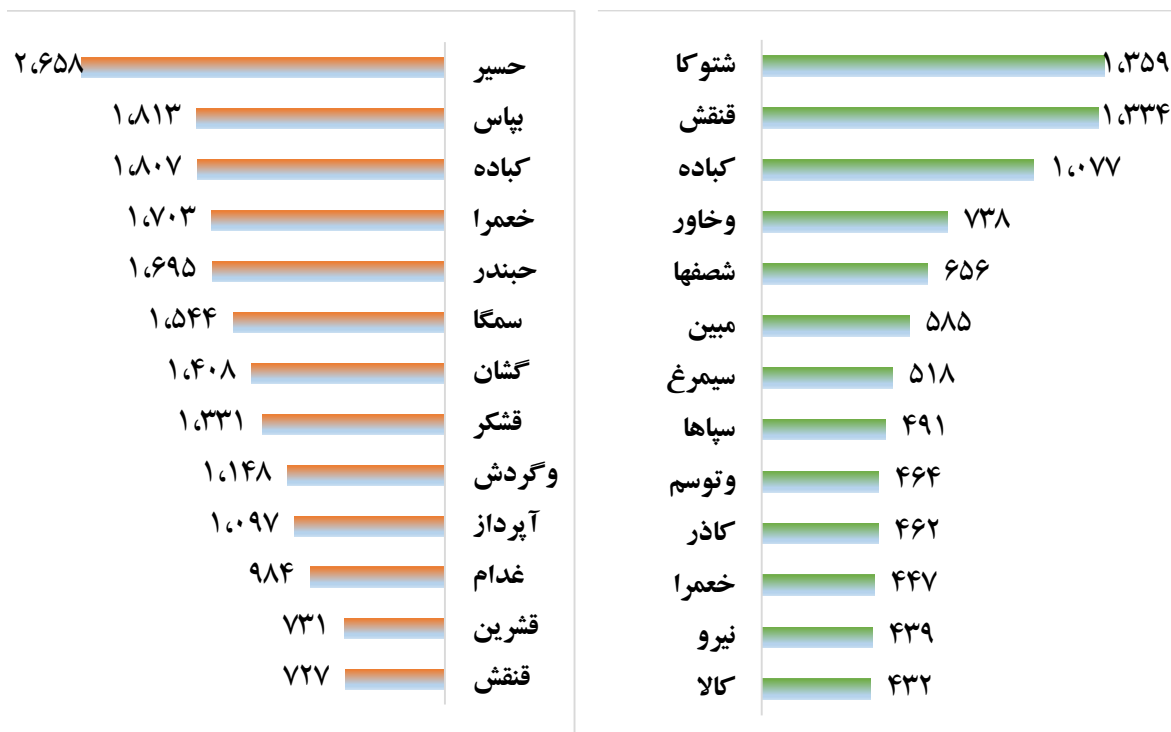 شتوکا ۱،۳۵۹
قنقش ۱،۳۳۴
کباده ۱،۰۷۷
وخاور ۷۳۸
شصفها ۶۵۶
مبین ۵۸۵
سیمرغ ۵۱۸
سپاها ۴۹۱
وتوسم ۴۶۴
کاذر ۴۶۲
خعمرا ۴۴۷
نیرو ۴۳۹
کالا ۴۳۲
حسیر ۲،۶۵۸
بپاس ۱،۸۱۳
کباده ۱،۸۰۷
خعمرا ۱،۷۰۳
حبندر ۱،۶۹۵
سمگا ۱،۵۴۴
گشان ۱،۴۰۸
قشکر ۱،۳۳۱
وگردش ۱،۱۴۸
آپرداز ۱،۰۹۷
غدام ۹۸۴
قشرین ۷۳۱
قنقش ۷۲۷